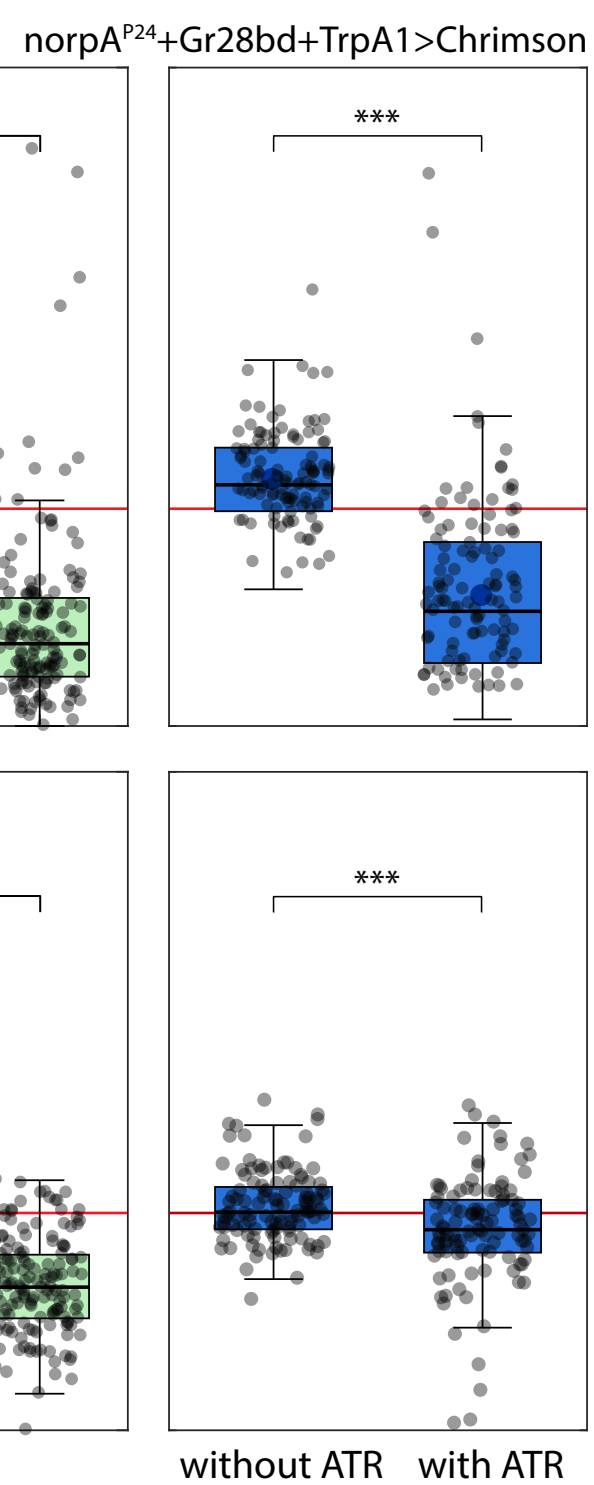 norpAᴾ²⁴+Gr28bd+TrpA1>Chrimson
***
***
without ATR with ATR